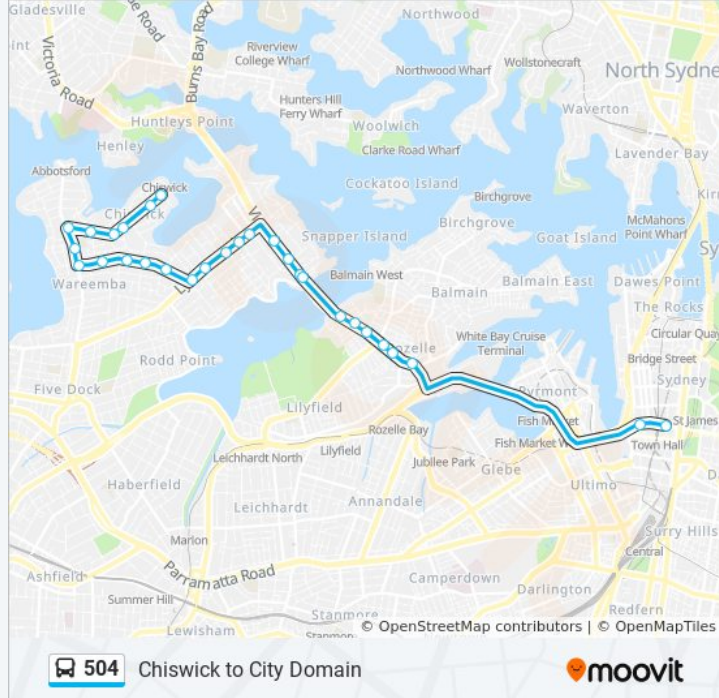 Gladesville
Northwood
Victoria Road
Burns Bay Road
Road
Riverview
College Wharf
Wollstonecraft
Northwood Wharf
North Sydne
Hunters Hill
Ferry Wharf
Waverton
Huntleys Point
Woolwich
Henley
Clarke Road Wharf
Lavender Bay
Abbotsford
Chiswick
Cockatoo Island
Birchgrove
Chiswick
McMahons
Point Wharf
Birchgrove
Snapper Island
Goat Island
Balmain West
Balmain East
Dawes Point
Wareemba
Balmain
The Rocks
White Bay Cruise
Terminal
Circular Quay
Rodd Point
Bridge Street
Sydney
Five Dock
Lilyfield
Fish Market
St James
Rozelle Bay
Town Hall
Leichhardt North
Lilyfield
Jubilee Park
Glebe
Haberfield
Ultimo
Leichhardt
Annandale
Marion
Surry Hills
Parramatta Road
Central
Ashfield
Camperdown
Summer Hill
Darlington
Stanmore
Redfern
Lewisham
Stanmore
© OpenStreetMap contributors | © OpenMapTiles
504 Chiswick to City Domain
moovit